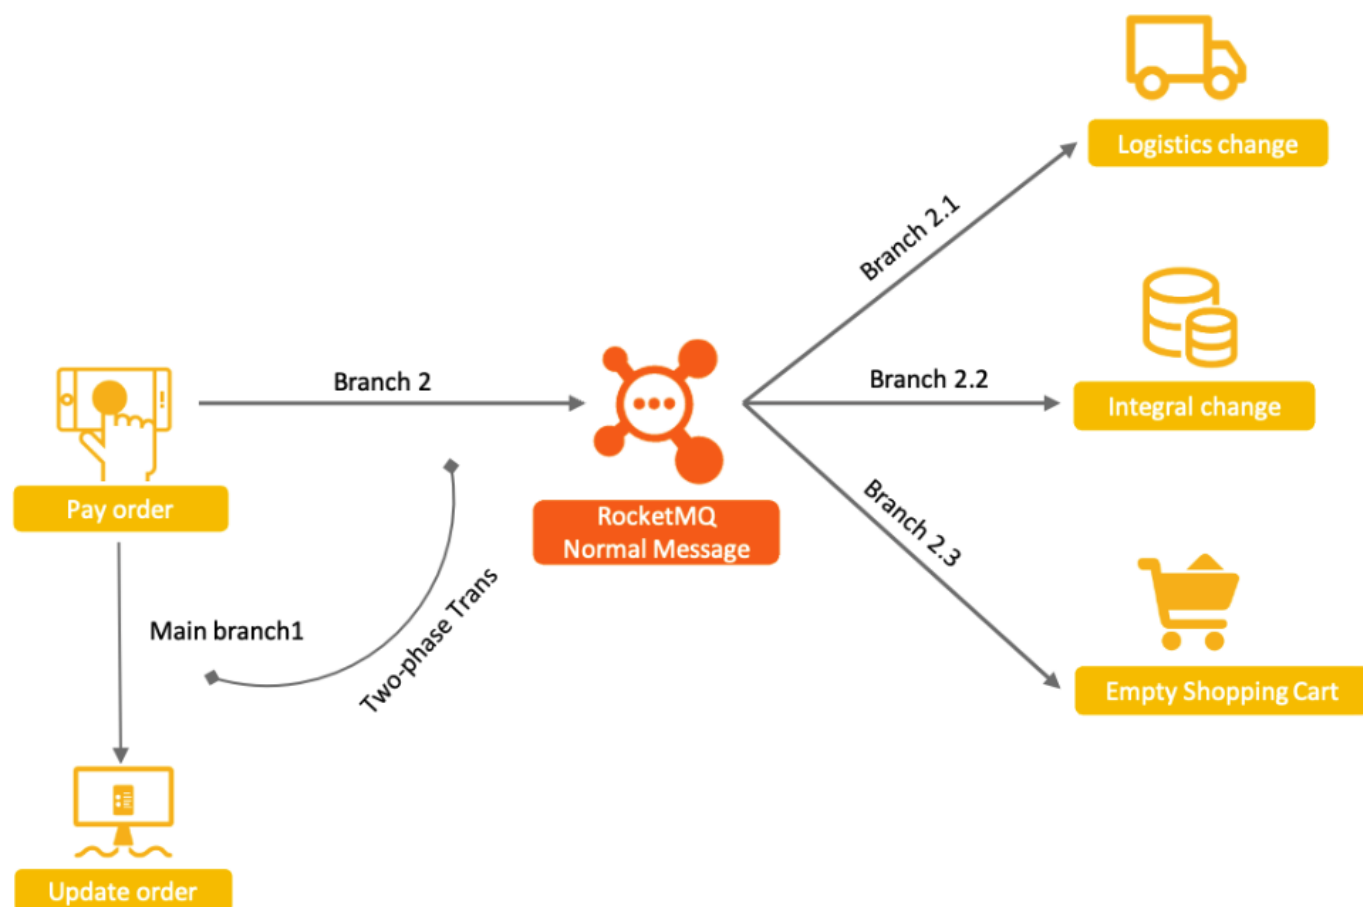 Logistics change
Branch 2.1
Branch 2
Branch 2.2
Integral change
Pay order
RocketMQ
Normal Message
Branch 2.3
Main branch1
Two-phase Trans
Empty Shopping Cart
Update order